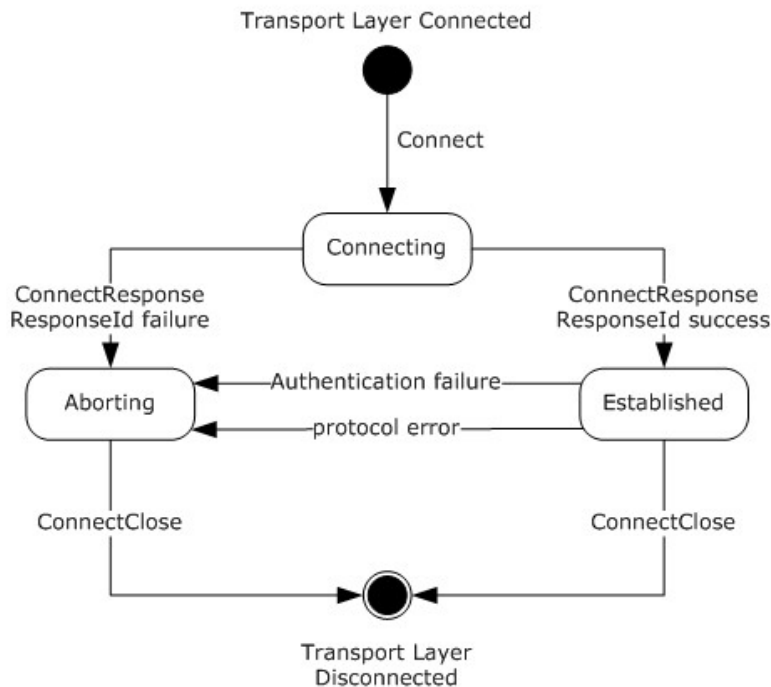 Transport Layer Connected
Connect
Connecting
ConnectResponse
ResponseId failure
ConnectResponse
ResponseId success
Aborting
Authentication failure
protocol error
Established
ConnectClose
ConnectClose
Transport Layer
Disconnected